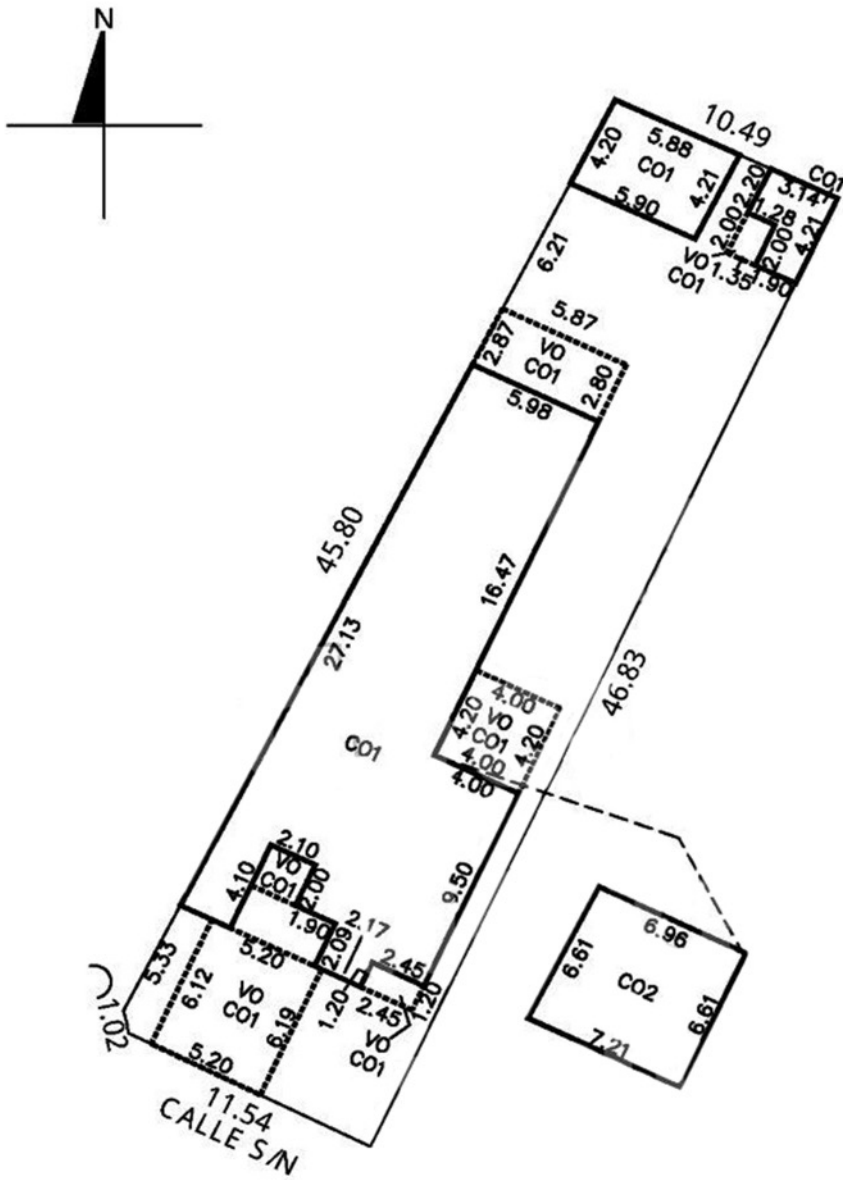 N
10.49
5.88
4.20
CO1
4.21
5.90
CO1
3.14
2.20
1.28
2.00
2.00
4.21
VO
CO1
1.35
1.90
6.21
5.87
VO
CO1
2.87
2.80
5.98
45.80
16.47
27.13
46.83
4.00
4.20
VO
CO1
4.20
4.00
4.00
CO1
9.50
2.10
VO
CO1
4.10
2.00
1.90
2.17
2.09
2.45
5.20
5.33
6.12
VO
CO1
6.19
1.20
2.45
1.20
VO
CO1
1.02
5.20
11.54
CALLE S/N
6.96
6.61
CO2
6.61
7.21